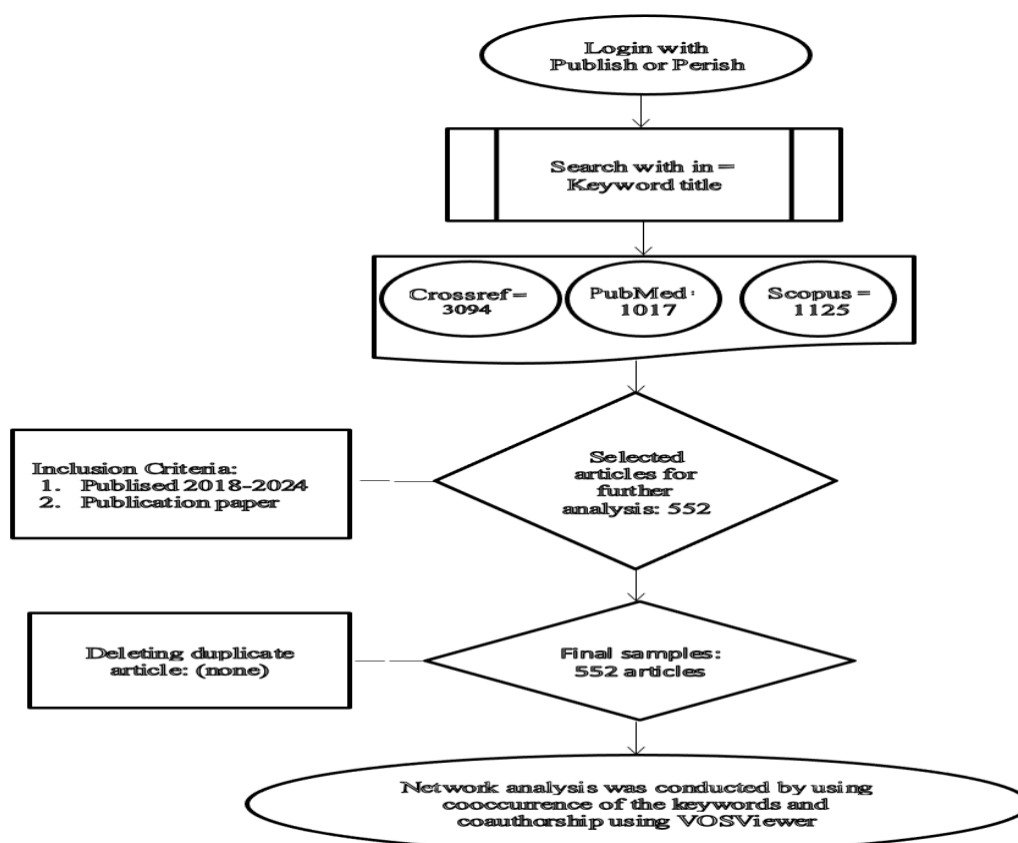 Login with
Publish or Perish
Search with in =
Keyword title
Crossref =
3094
PubMed :
1017
Scopus =
1125
Inclusion Criteria:
1. Publised 2018-2024
2. Publication paper
Selected
articles for
further
analysis: 552
Deleting duplicate
article: (none)
Final samples:
552 articles
Network analysis was conducted by using
cooccurrence of the keywords and
coauthorship using VOSViewer